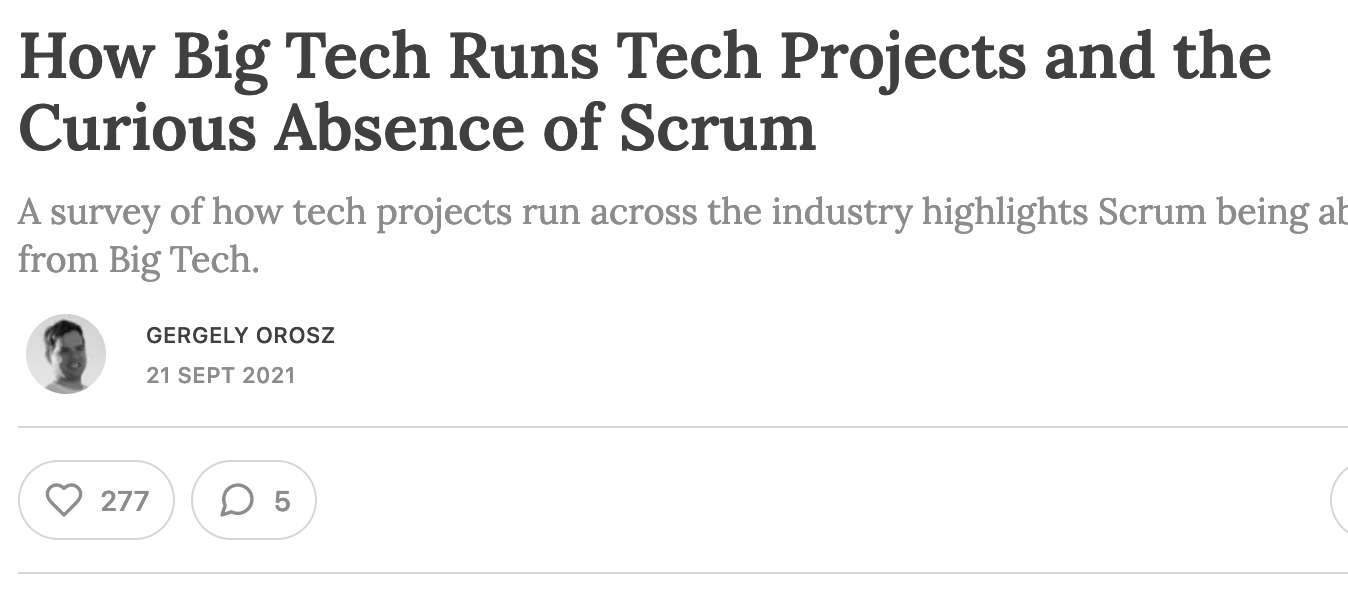 How Big Tech Runs Tech Projects and the
Curious Absence of Scrum
A survey of how tech projects run across the industry highlights Scrum being
from Big Tech.
GERGELY OROSZ
21 SEPT 2021
277
5